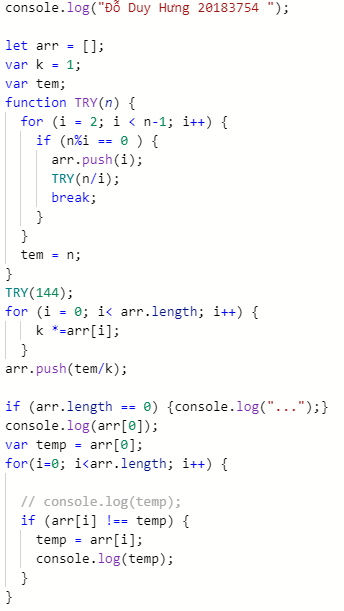 console.log("Đỗ Duy Hưng 20183754 ");
let arr = [];
var k = 1;
var tem;
function TRY(n) {
for (i = 2; i < n-1; i++) {
if (n%i == 0 ) {
arr.push(i);
TRY(n/i);
break;
}
}
tem = n;
}
TRY(144);
for (i = 0; i< arr.length; i++) {
k *=arr[i];
}
arr.push(tem/k);
if (arr.length == 0) {console.log("...");}
console.log(arr[0]);
var temp = arr[0];
for(i=0; i<arr.length; i++) {
// console.log(temp);
if (arr[i] !== temp) {
temp = arr[i];
console.log(temp);
}
}